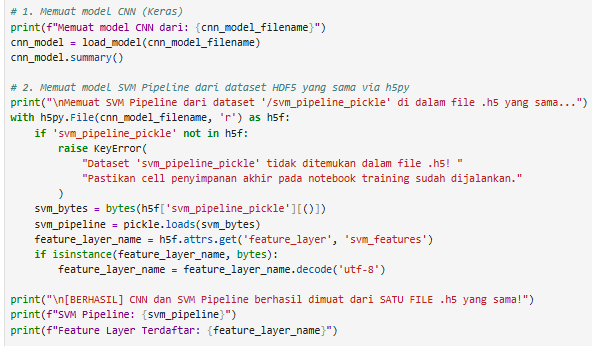 # 1. Memuat model CNN (Keras)
print(f"Memuat model CNN dari: {cnn_model_filename}")
cnn_model = load_model(cnn_model_filename)
cnn_model.summary()

# 2. Memuat model SVM Pipeline dari dataset HDF5 yang sama via h5py
print("\nMemuat SVM Pipeline dari dataset '/svm_pipeline_pickle' di dalam file .h5 yang sama...")
with h5py.File(cnn_model_filename, 'r') as h5f:
    if 'svm_pipeline_pickle' not in h5f:
        raise KeyError(
            "Dataset 'svm_pipeline_pickle' tidak ditemukan dalam file .h5! "
            "Pastikan cell penyimpanan akhir pada notebook training sudah dijalankan."
        )
    svm_bytes = bytes(h5f['svm_pipeline_pickle'][()])
    svm_pipeline = pickle.loads(svm_bytes)
    feature_layer_name = h5f.attrs.get('feature_layer', 'svm_features')
    if isinstance(feature_layer_name, bytes):
        feature_layer_name = feature_layer_name.decode('utf-8')

print("\n[BERHASIL] CNN dan SVM Pipeline berhasil dimuat dari SATU FILE .h5 yang sama!")
print(f"SVM Pipeline: {svm_pipeline}")
print(f"Feature Layer Terdaftar: {feature_layer_name}")